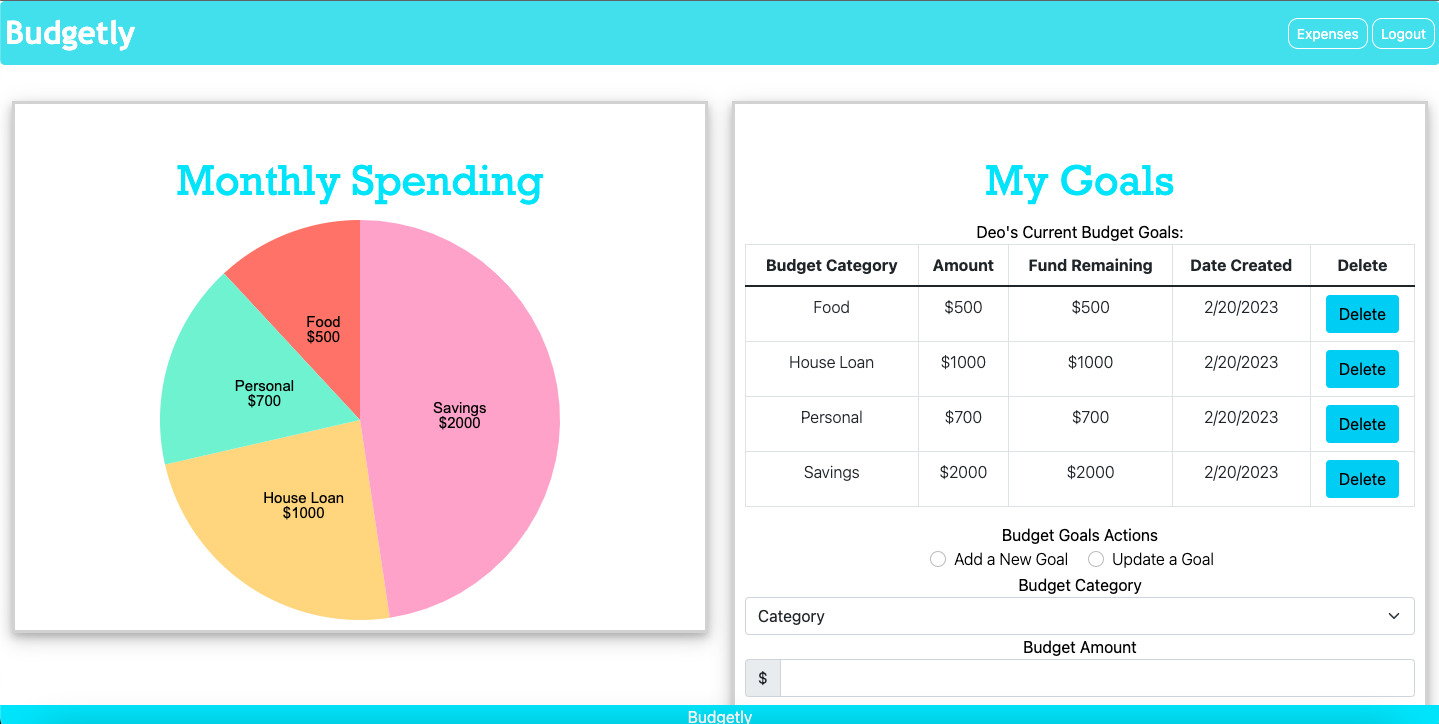 Budgetly
Expenses Logout
Monthly Spending
Food
$500
Personal
$700
Savings
$2000
House Loan
$1000
My Goals
Deo's Current Budget Goals:
Budget Category Amount Fund Remaining Date Created Delete
Food $500 $500 2/20/2023 Delete
House Loan $1000 $1000 2/20/2023 Delete
Personal $700 $700 2/20/2023 Delete
Savings $2000 $2000 2/20/2023 Delete
Budget Goals Actions
Add a New Goal Update a Goal
Budget Category
Category
Budget Amount
$
Budgetly